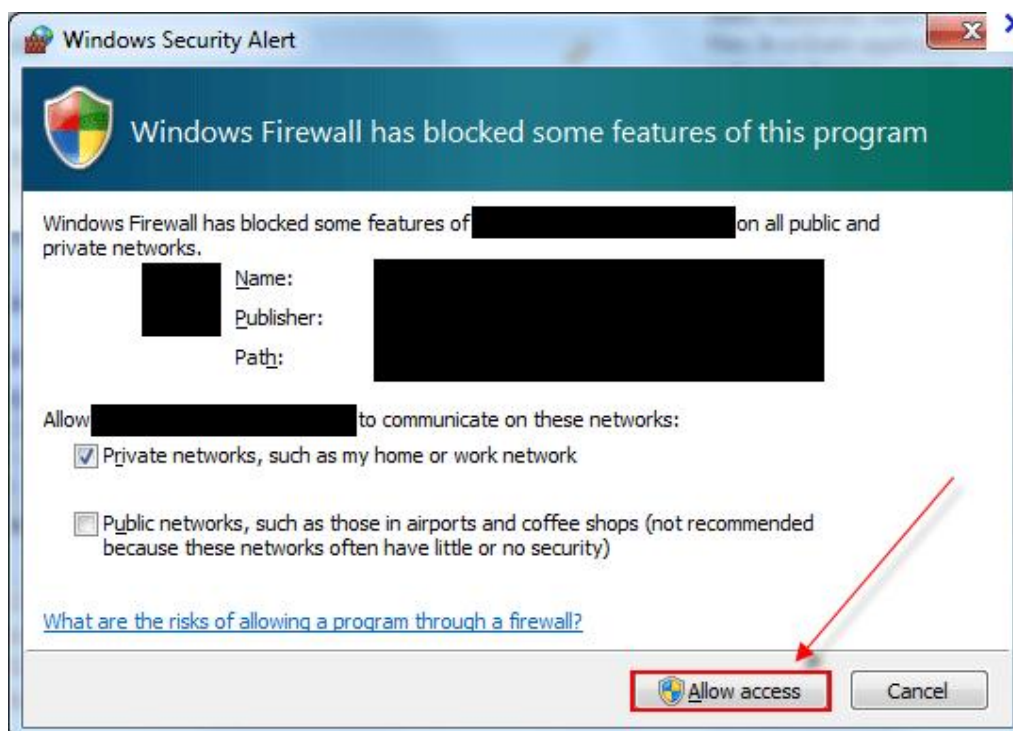 Windows Security Alert
Windows Firewall has blocked some features of this program
Windows Firewall has blocked some features of on all public and
private networks.
Name:
Publisher:
Path:
Allow to communicate on these networks:
Private networks, such as my home or work network
Public networks, such as those in airports and coffee shops (not recommended
because these networks often have little or no security)
What are the risks of allowing a program through a firewall?
Allow access Cancel